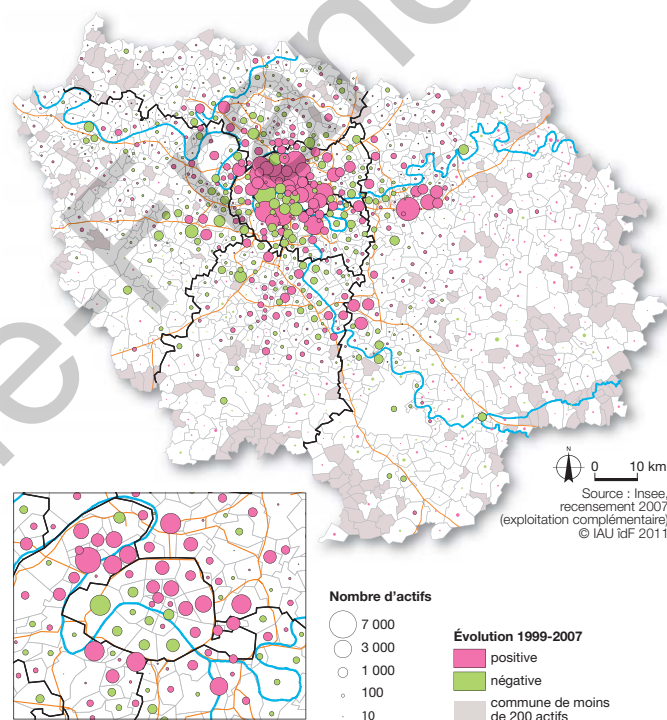 N
0 10 km
Source : Insee,
recensement 2007
(exploitation complémentaire)
© IAU îdF 2011
Nombre d'actifs
7 000
3 000
1 000
100
10
Évolution 1999-2007
positive
négative
commune de moins
de 200 actifs